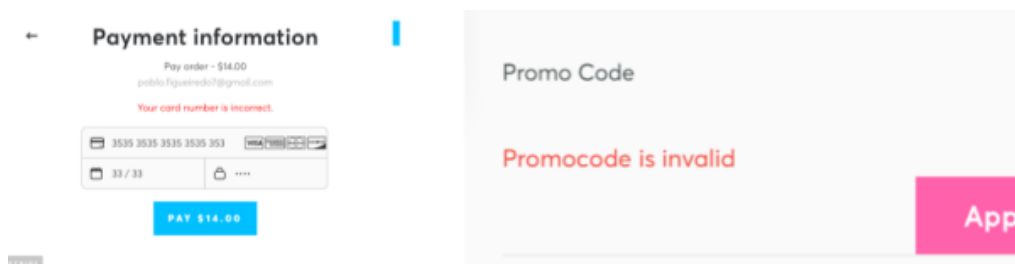 ←
Payment information
Pay order - $14.00
pablo.figueiredo7@gmail.com
Your card number is incorrect.
3535 3535 3535 3535 353 VISA
33 / 33 ····
PAY $14.00
Promo Code
Promocode is invalid
App